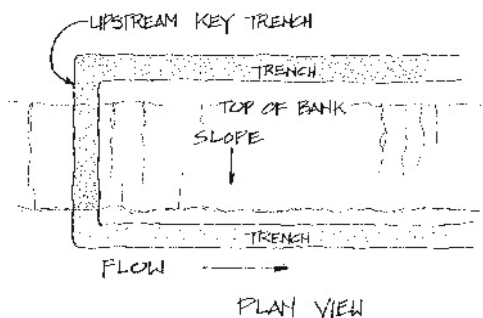 UPSTREAM KEY TRENCH
TRENCH
TOP OF BANK
SLOPE
TRENCH
FLOW
PLAN VIEW